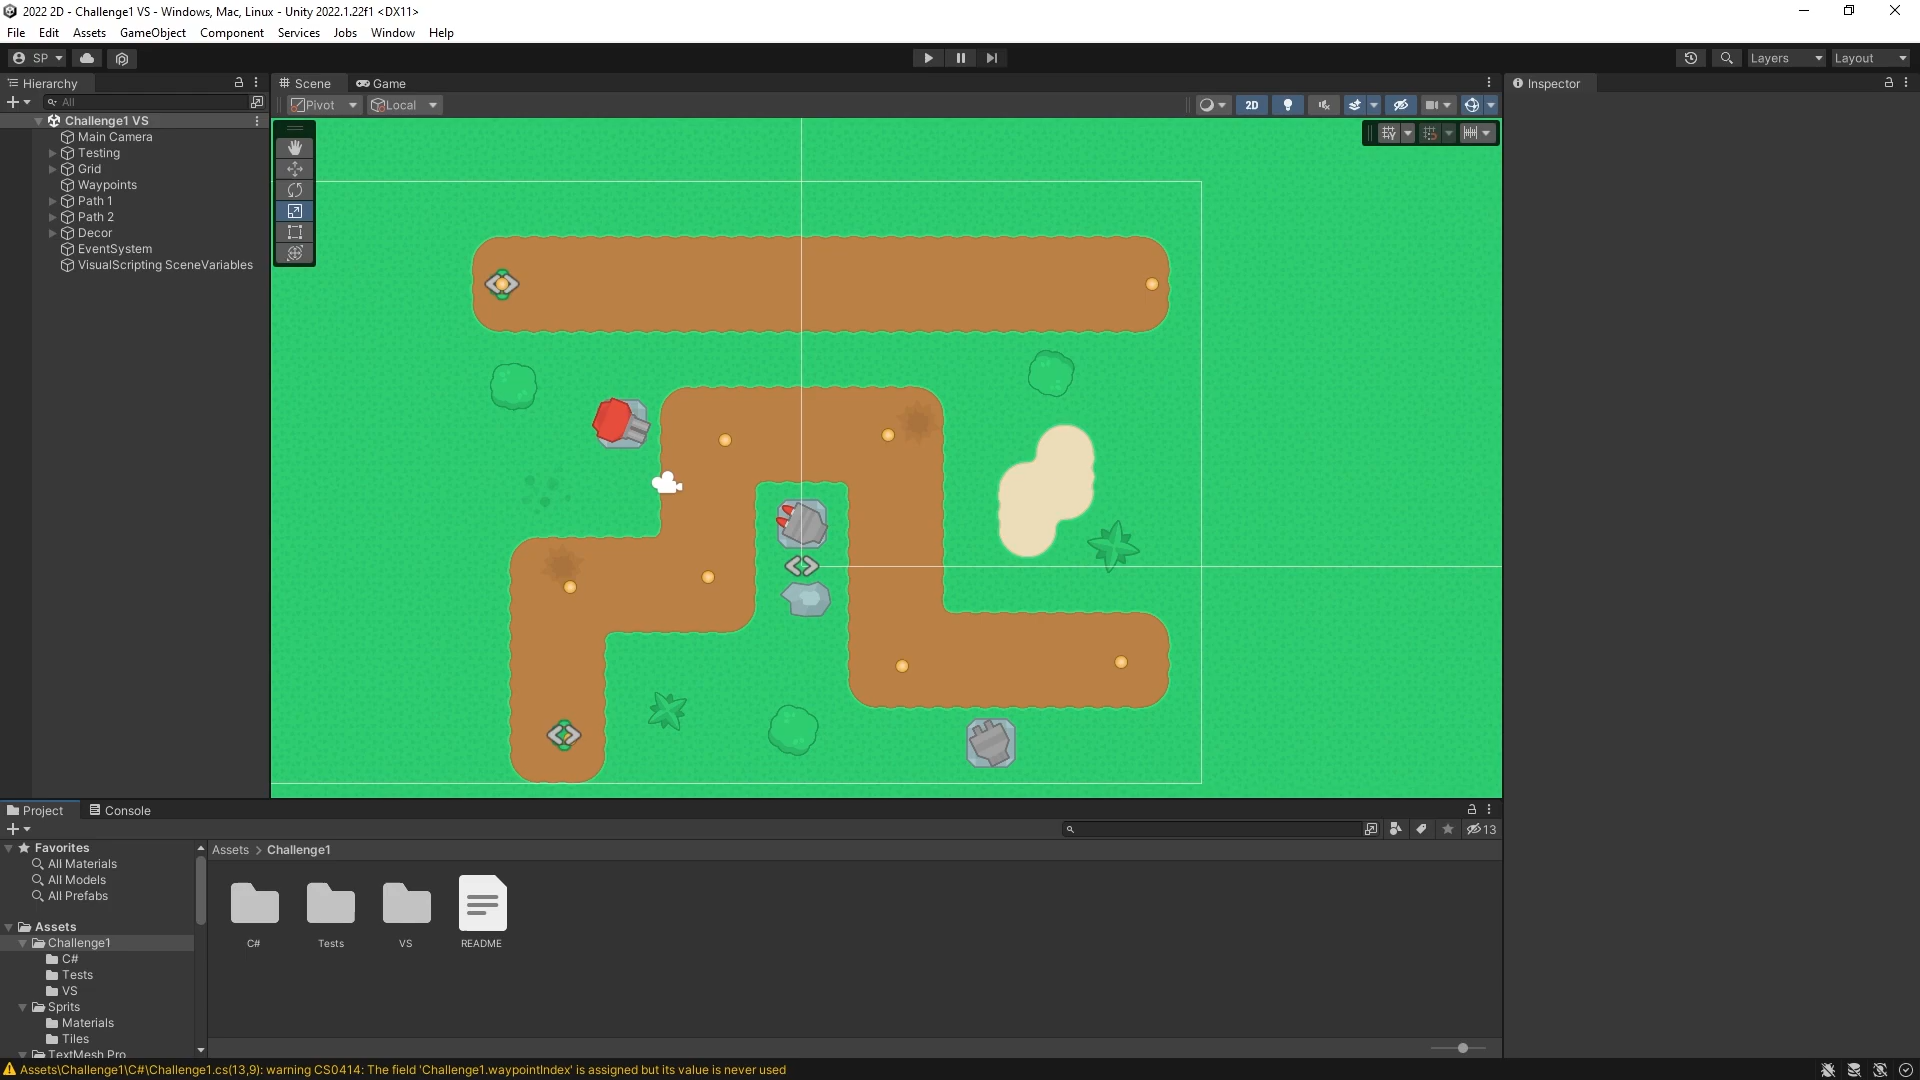 2022 2D - Challenge1 VS - Windows, Mac, Linux - Unity 2022.1.22f1 <DX11>
File Edit Assets GameObject Component Services Jobs Window Help
SP Layers Layout
Hierarchy
All
Challenge1 VS
Main Camera
Testing
Grid
Waypoints
Path 1
Path 2
Decor
EventSystem
VisualScripting SceneVariables
Scene Game
Pivot Local 2D
Inspector
Project Console
13
Favorites
All Materials
All Models
All Prefabs
Assets
Challenge1
C#
Tests
VS
Sprits
Materials
Tiles
TextMesh Pro
Assets > Challenge1
C# Tests VS README
Assets\Challenge1\C#\Challenge1.cs(13,9): warning CS0414: The field 'Challenge1.waypointIndex' is assigned but its value is never used